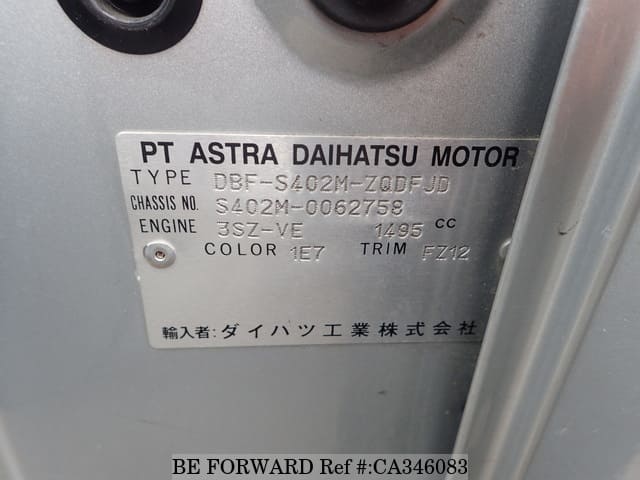 PT ASTRA DAIHATSU MOTOR
TYPE DBF-S402M-ZQDFJD
CHASSIS NO. S402M-0062758
ENGINE 3SZ-VE 1495 CC
COLOR 1E7 TRIM FZ12
輸入者:ダイハツ工業株式会社
BE FORWARD Ref #:CA346083